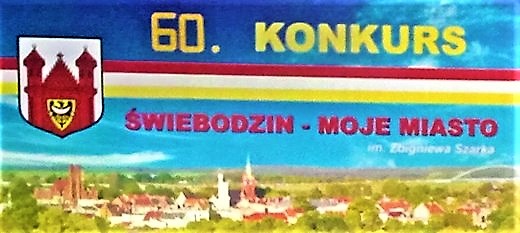 60. KONKURS
ŚWIEBODZIN - MOJE MIASTO
im. Zbigniewa Szarka